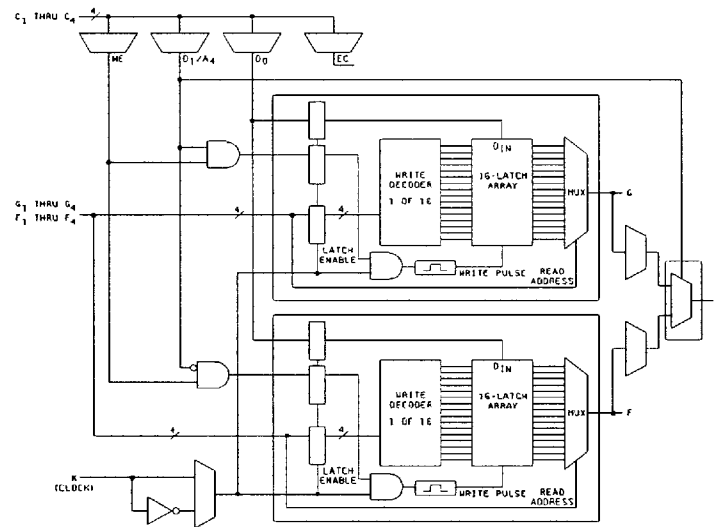 C1 THRU C4
4
WE
D1/A4
D0
EC
DIN
WRITE
DECODER
1 OF 16
16-LATCH
ARRAY
MUX
G
G1 THRU G4
F1 THRU F4
4
4
LATCH
ENABLE
WRITE PULSE
READ
ADDRESS
DIN
WRITE
DECODER
1 OF 16
16-LATCH
ARRAY
MUX
F
4
4
K
(CLOCK)
LATCH
ENABLE
WRITE PULSE
READ
ADDRESS